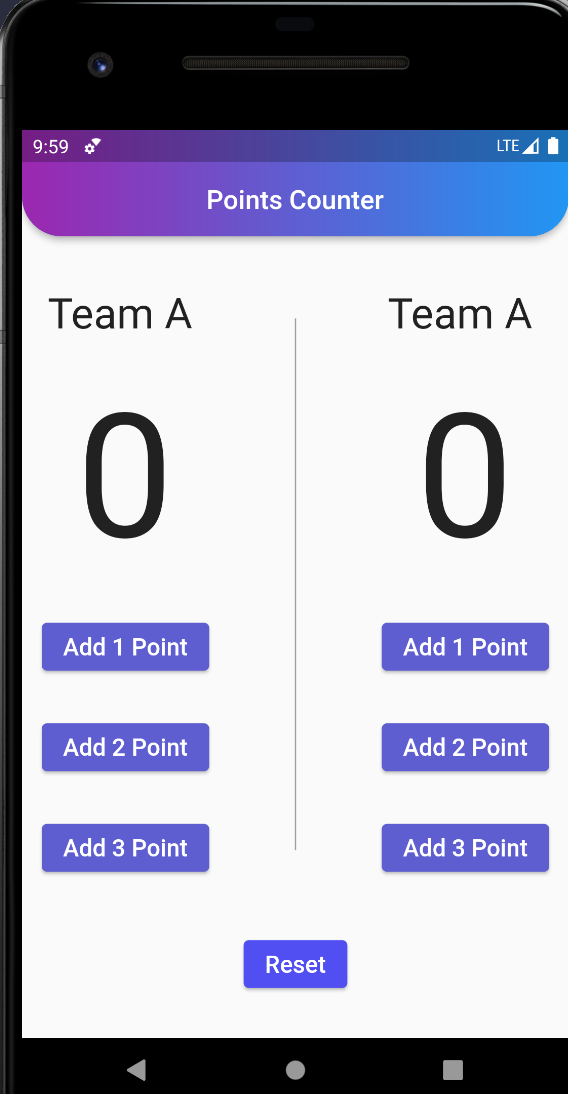 9:59 LTE
Points Counter
Team A Team A
0 0
Add 1 Point Add 1 Point
Add 2 Point Add 2 Point
Add 3 Point Add 3 Point
Reset